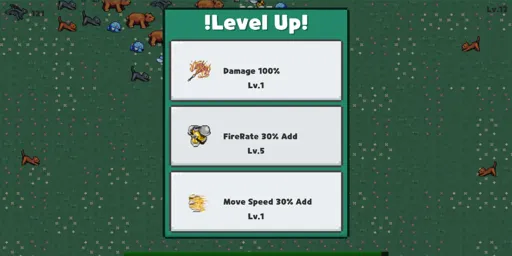 !Level Up!
Damage 100%
Lv.1
FireRate 30% Add
Lv.5
Move Speed 30% Add
Lv.1